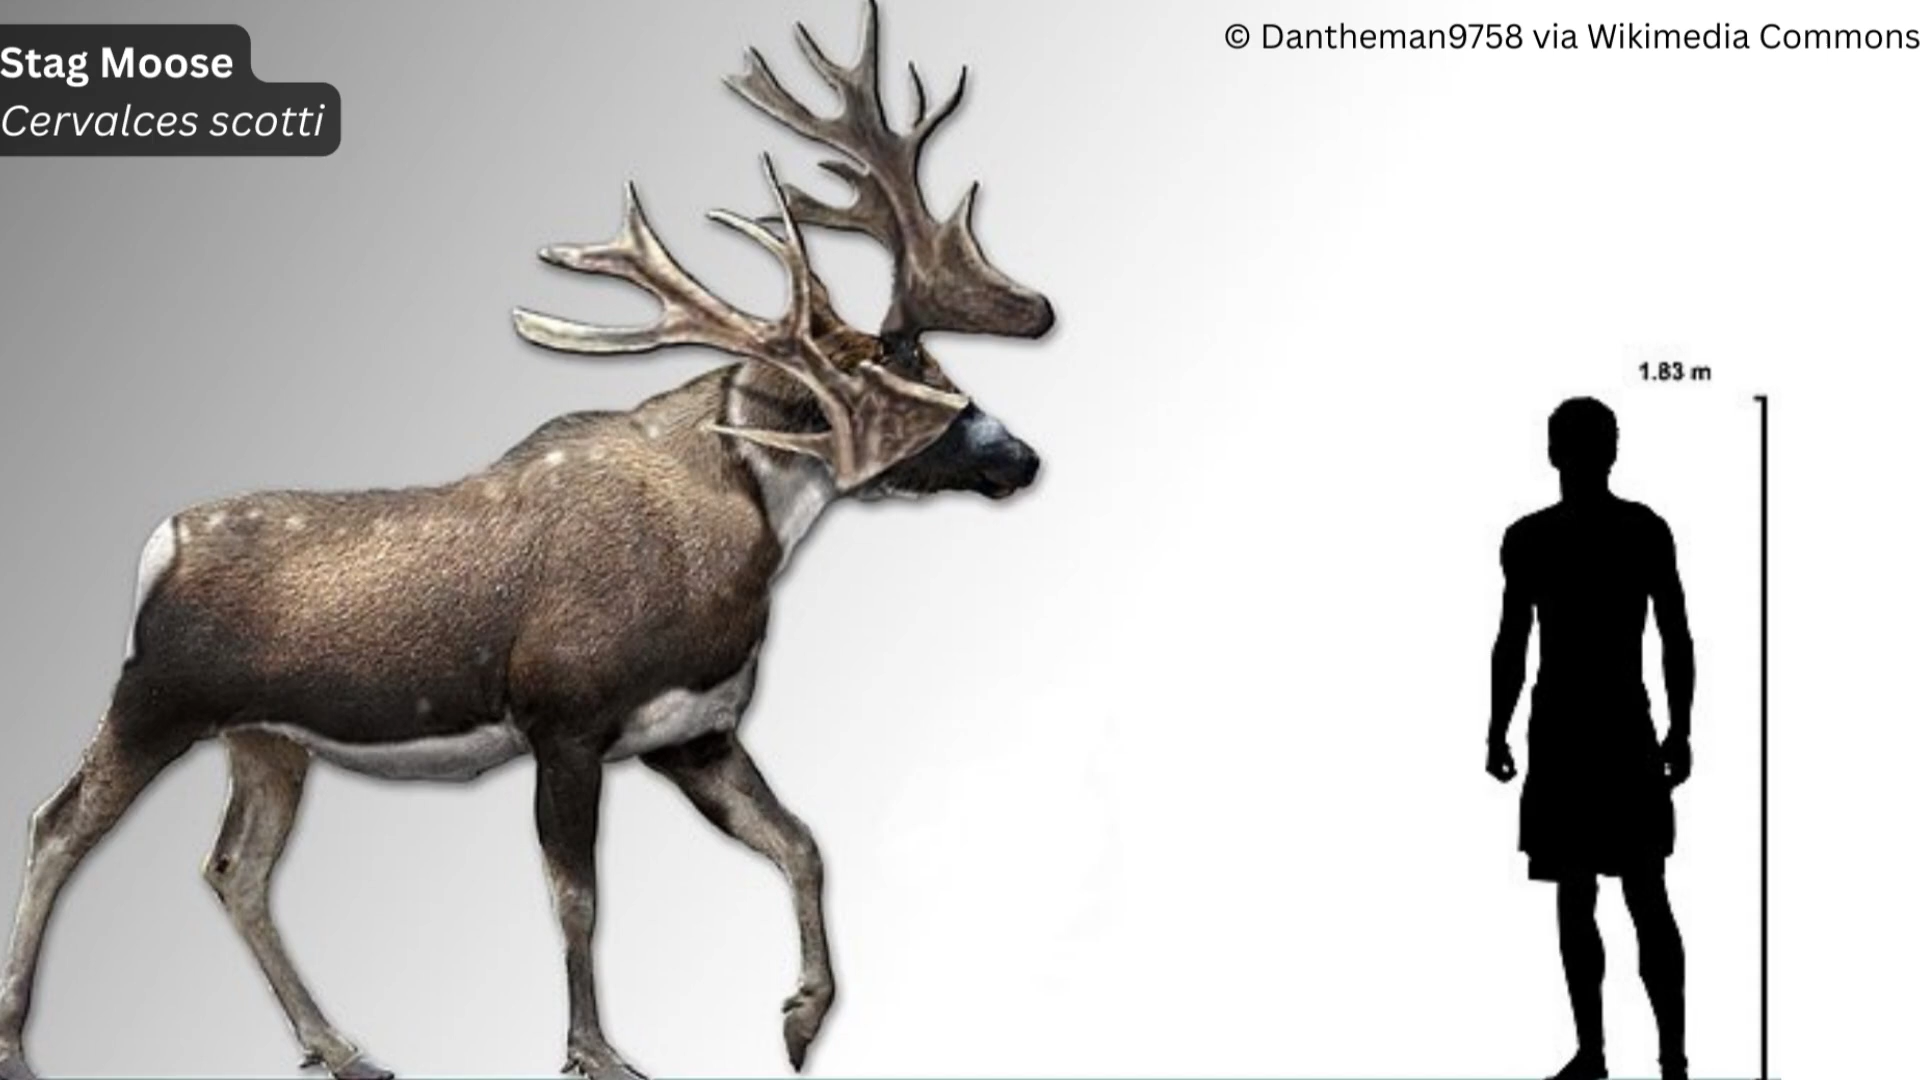 Stag Moose
Cervalces scotti
© Dantheman9758 via Wikimedia Commons
1.83 m